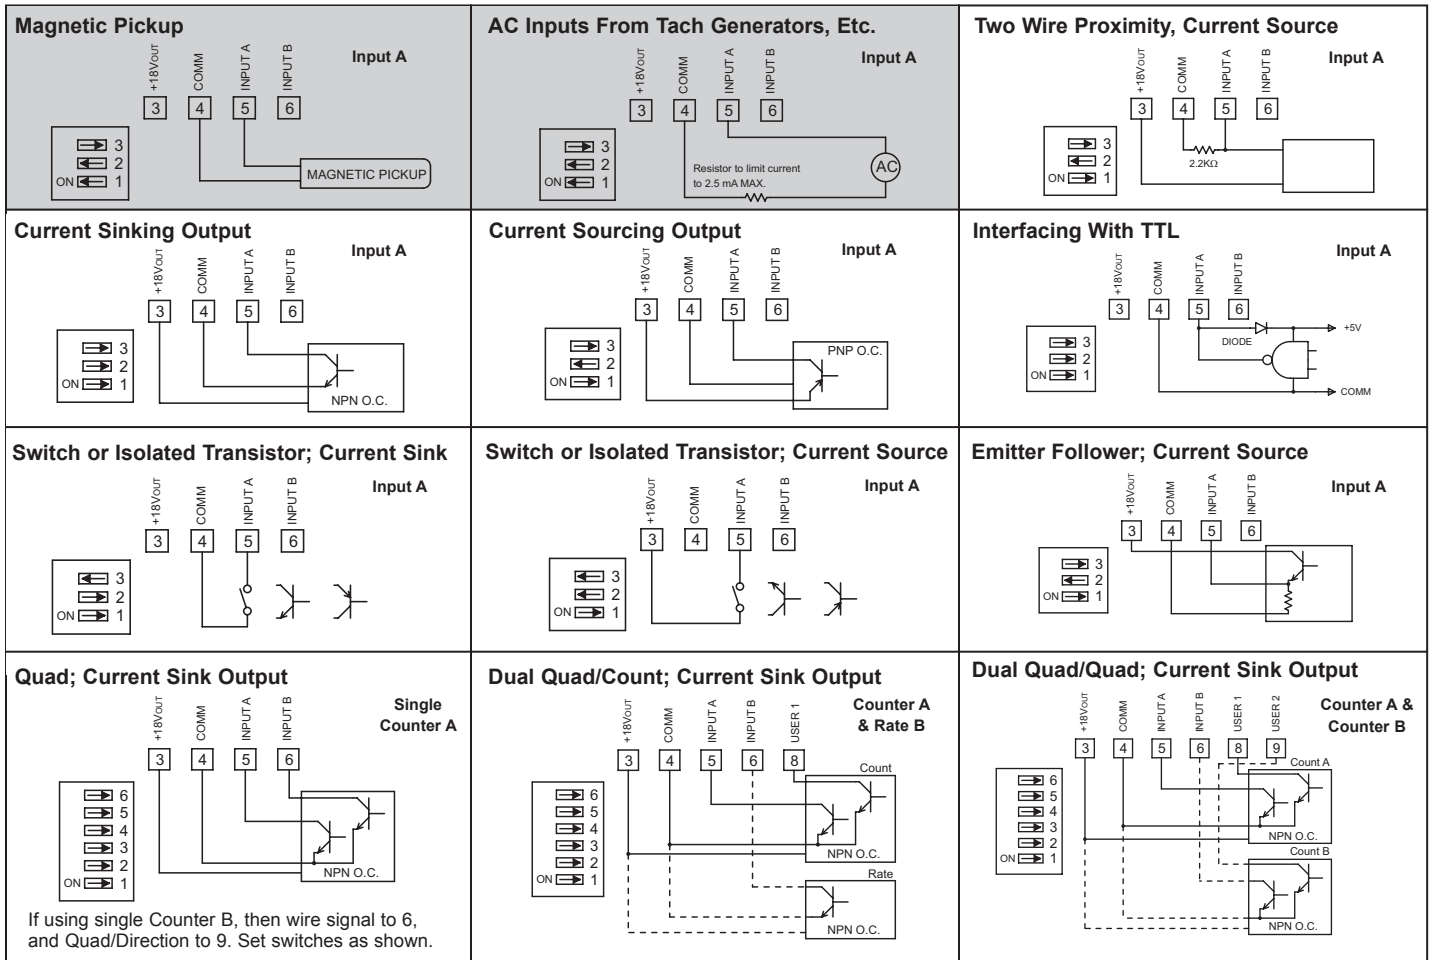 Magnetic Pickup
Input A
+18VOUT
COMM
INPUT A
INPUT B
3 4 5 6
3
2
ON 1
MAGNETIC PICKUP
AC Inputs From Tach Generators, Etc.
Input A
+18VOUT
COMM
INPUT A
INPUT B
3 4 5 6
3
2
ON 1
Resistor to limit current
to 2.5 mA MAX.
AC
Two Wire Proximity, Current Source
Input A
+18VOUT
COMM
INPUT A
INPUT B
3 4 5 6
3
2
ON 1
2.2KΩ
Current Sinking Output
Input A
+18VOUT
COMM
INPUT A
INPUT B
3 4 5 6
3
2
ON 1
NPN O.C.
Current Sourcing Output
Input A
+18VOUT
COMM
INPUT A
INPUT B
3 4 5 6
3
2
ON 1
PNP O.C.
Interfacing With TTL
Input A
+18VOUT
COMM
INPUT A
INPUT B
3 4 5 6
3
2
ON 1
DIODE
+5V
COMM
Switch or Isolated Transistor; Current Sink
Input A
+18VOUT
COMM
INPUT A
INPUT B
3 4 5 6
3
2
ON 1
Switch or Isolated Transistor; Current Source
Input A
+18VOUT
COMM
INPUT A
INPUT B
3 4 5 6
3
2
ON 1
Emitter Follower; Current Source
Input A
+18VOUT
COMM
INPUT A
INPUT B
3 4 5 6
3
2
ON 1
Quad; Current Sink Output
Single
Counter A
+18VOUT
COMM
INPUT A
INPUT B
3 4 5 6
6
5
4
3
2
ON 1
NPN O.C.
If using single Counter B, then wire signal to 6,
and Quad/Direction to 9. Set switches as shown.
Dual Quad/Count; Current Sink Output
Counter A
& Rate B
+18VOUT
COMM
INPUT A
INPUT B
USER 1
3 4 5 6 8
Count
6
5
4
3
2
ON 1
NPN O.C.
Rate
NPN O.C.
Dual Quad/Quad; Current Sink Output
Counter A &
Counter B
+18VOUT
COMM
INPUT A
INPUT B
USER 1
USER 2
3 4 5 6 8 9
Count A
6
5
4
3
2
ON 1
NPN O.C.
Count B
NPN O.C.